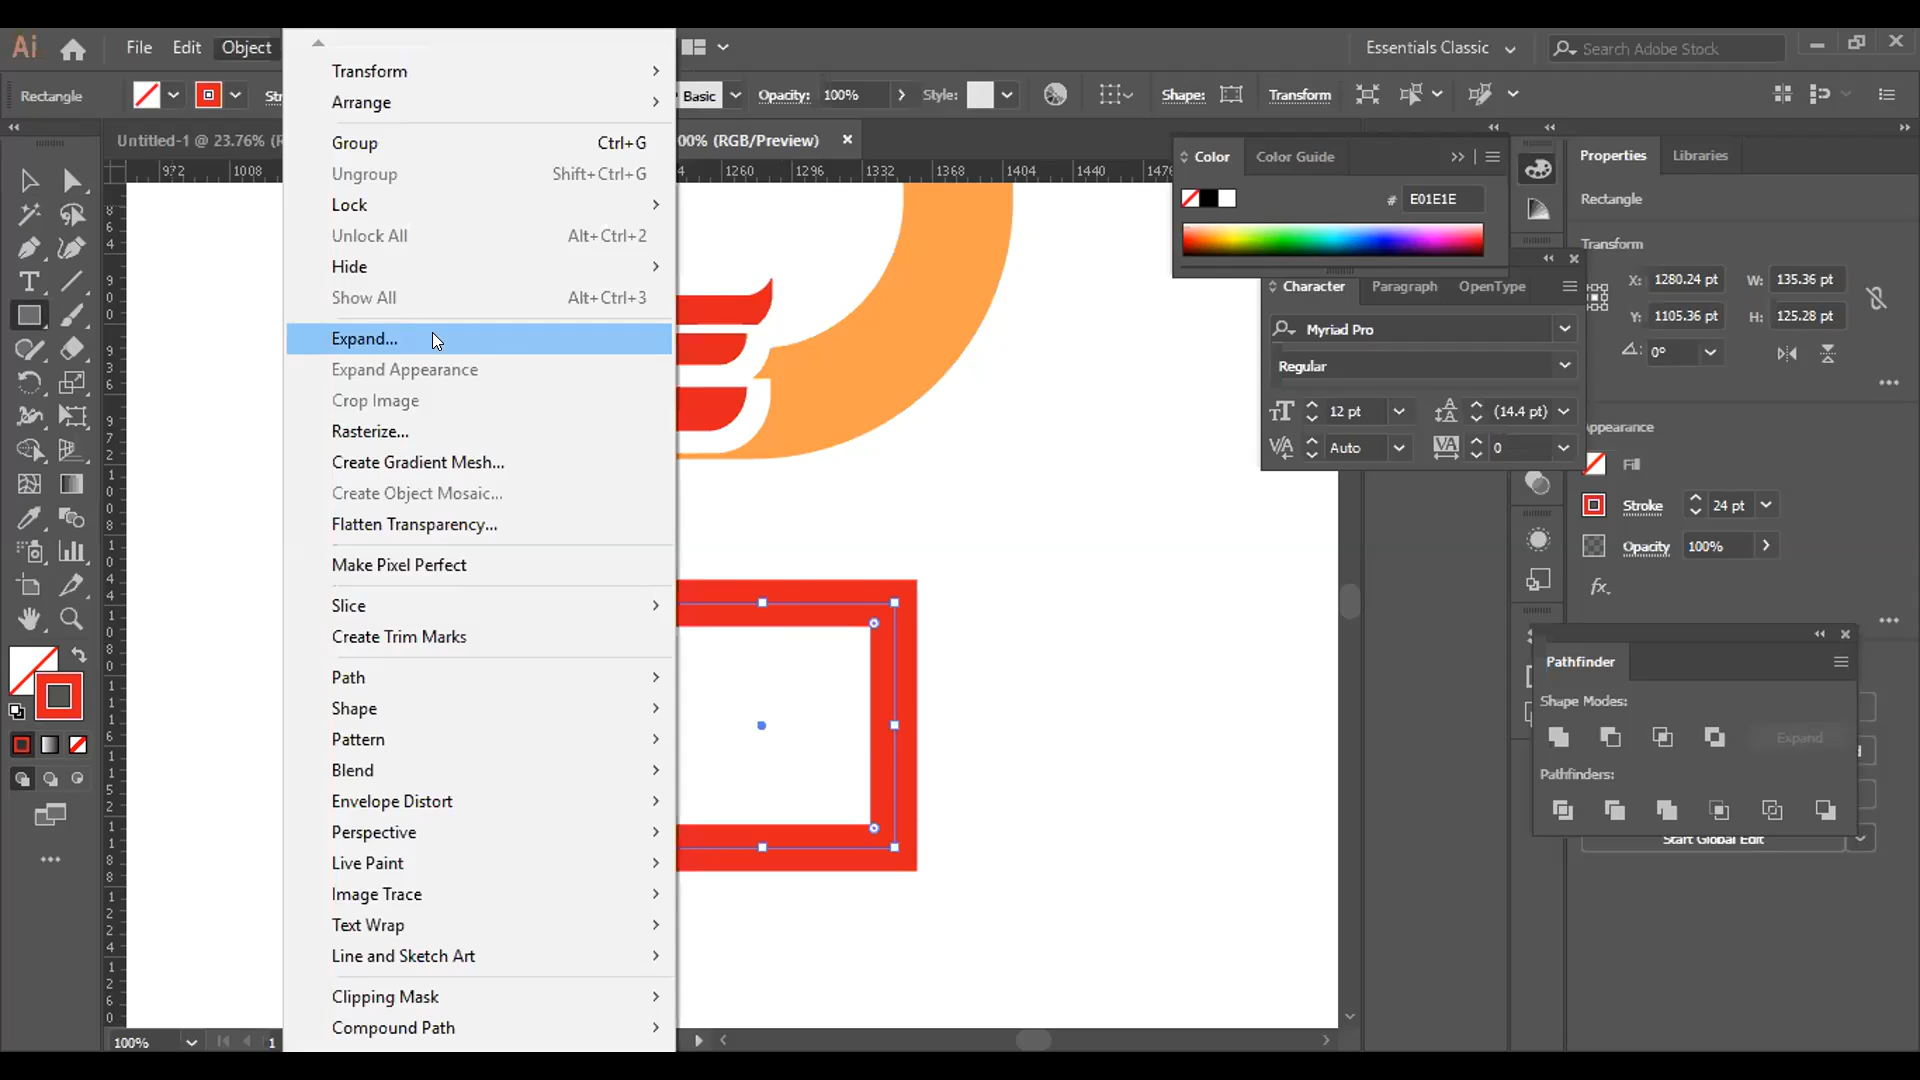 Ai
File Edit Object
Essentials Classic
Search Adobe Stock
Rectangle
Basic
Opacity: 100%
Style:
Shape:
Transform
Untitled-1 @ 23.76%
00% (RGB/Preview)
972 1008 1260 1296 1332 1368 1404 1440 1476
Transform
Arrange
Group Ctrl+G
Ungroup Shift+Ctrl+G
Lock
Unlock All Alt+Ctrl+2
Hide
Show All Alt+Ctrl+3
Expand...
Expand Appearance
Crop Image
Rasterize...
Create Gradient Mesh...
Create Object Mosaic...
Flatten Transparency...
Make Pixel Perfect
Slice
Create Trim Marks
Path
Shape
Pattern
Blend
Envelope Distort
Perspective
Live Paint
Image Trace
Text Wrap
Line and Sketch Art
Clipping Mask
Compound Path
Color Color Guide
# E01E1E
Character Paragraph OpenType
Myriad Pro
Regular
12 pt (14.4 pt)
Auto 0
Properties Libraries
Rectangle
Transform
X: 1280.24 pt W: 135.36 pt
Y: 1105.36 pt H: 125.28 pt
0°
Fill
Stroke 24 pt
Opacity 100%
fx.
Pathfinder
Shape Modes:
Expand
Pathfinders:
Start Global Edit
100%
1